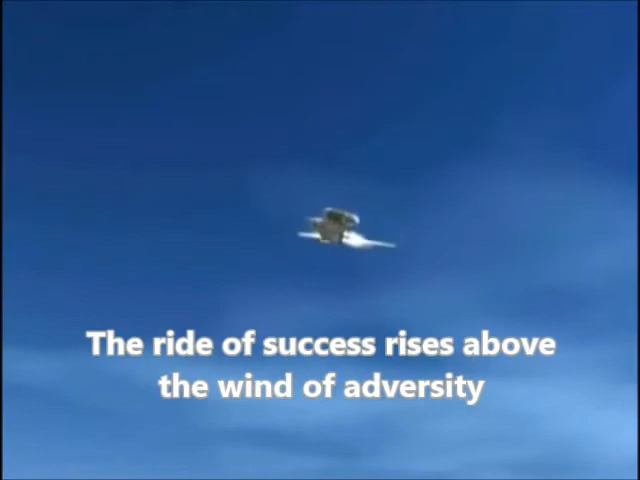 The ride of success rises above
the wind of adversity